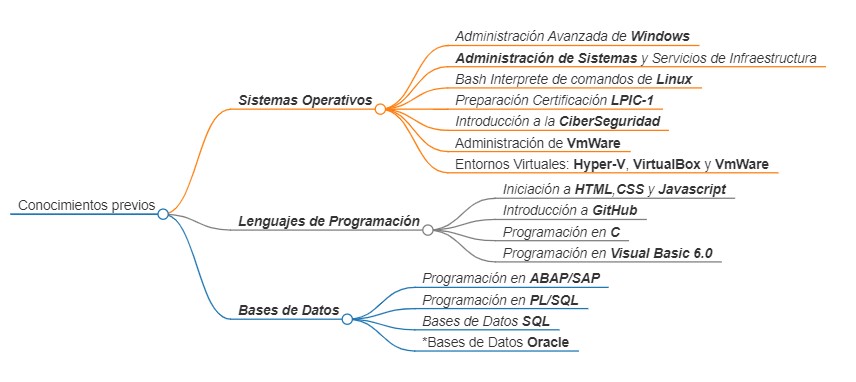 Conocimientos previos
Sistemas Operativos
Administración Avanzada de Windows
Administración de Sistemas y Servicios de Infraestructura
Bash Interprete de comandos de Linux
Preparación Certificación LPIC-1
Introducción a la CiberSeguridad
Administración de VmWare
Entornos Virtuales: Hyper-V, VirtualBox y VmWare
Lenguajes de Programación
Iniciación a HTML,CSS y Javascript
Introducción a GitHub
Programación en C
Programación en Visual Basic 6.0
Bases de Datos
Programación en ABAP/SAP
Programación en PL/SQL
Bases de Datos SQL
*Bases de Datos Oracle